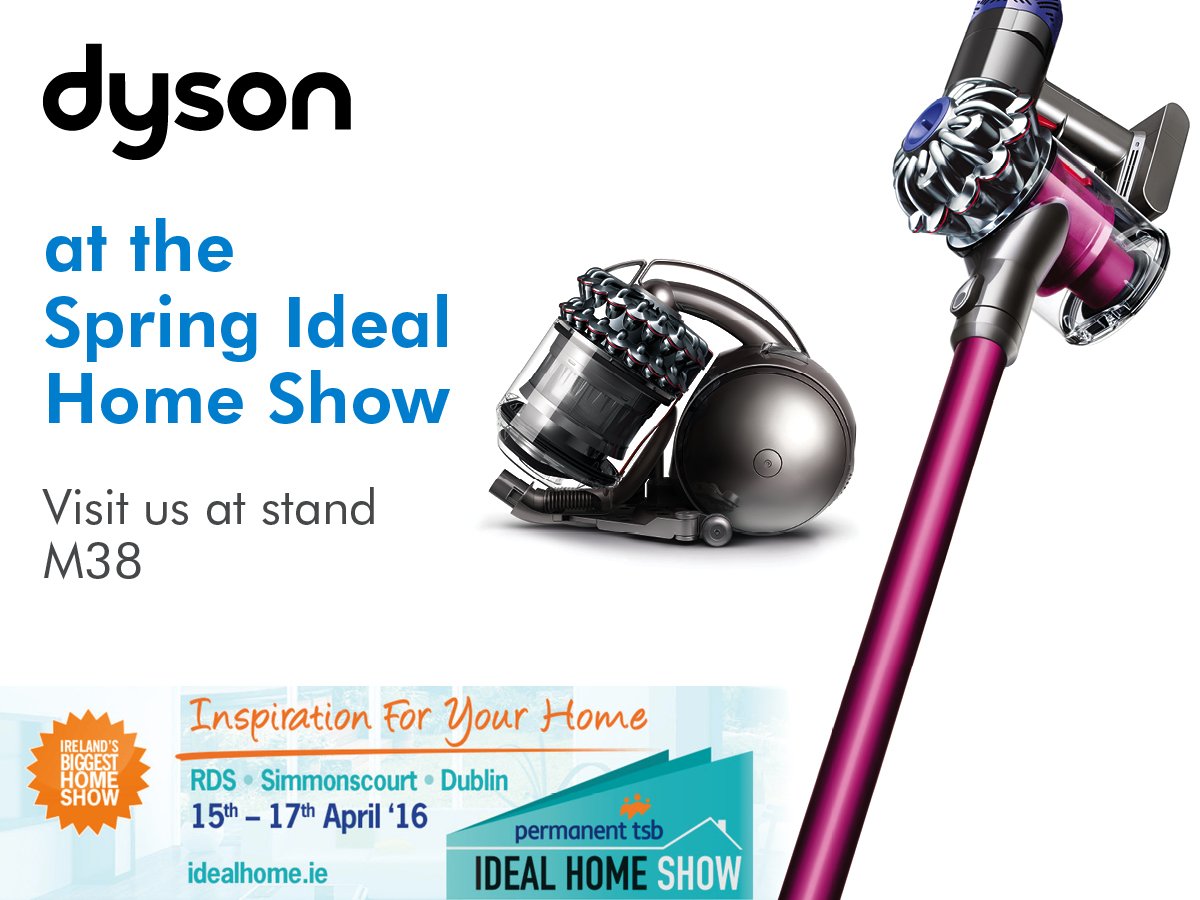 dyson
at the
Spring Ideal
Home Show
Visit us at stand
M38
IRELAND'S
BIGGEST
HOME
SHOW
Inspiration For Your Home
RDS • Simmonscourt • Dublin
15th – 17th April ‘16
idealhome.ie
permanent tsb
IDEAL HOME SHOW